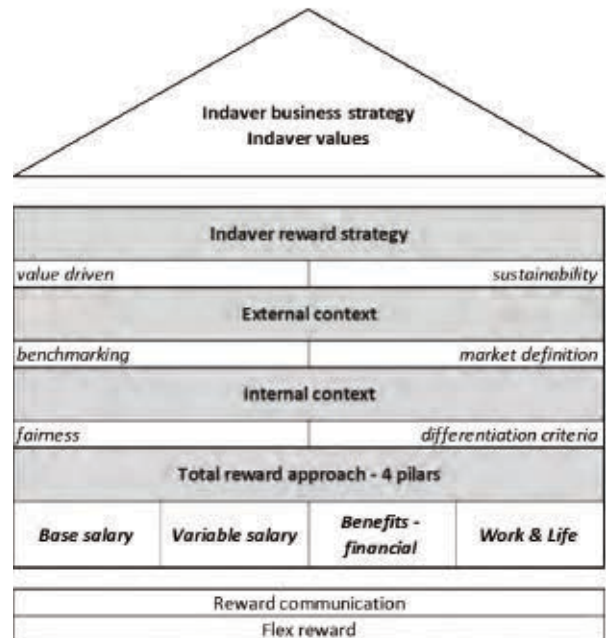 Indaver business strategy
Indaver values
Indaver reward strategy
value driven sustainability
External context
benchmarking market definition
Internal context
fairness differentiation criteria
Total reward approach - 4 pilars
Base salary Variable salary Benefits - financial Work & Life
Reward communication
Flex reward